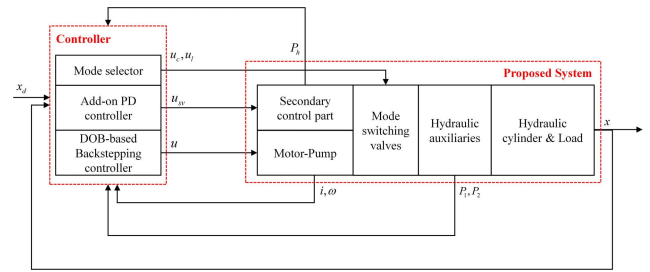 Controller
Mode selector
Add-on PD
controller
DOB-based
Backstepping
controller
x_d
u_c, u_l
u_sv
u
P_h
Proposed System
Secondary
control part
Motor-Pump
Mode
switching
valves
Hydraulic
auxiliaries
Hydraulic
cylinder & Load
x
i, ω
P_1, P_2